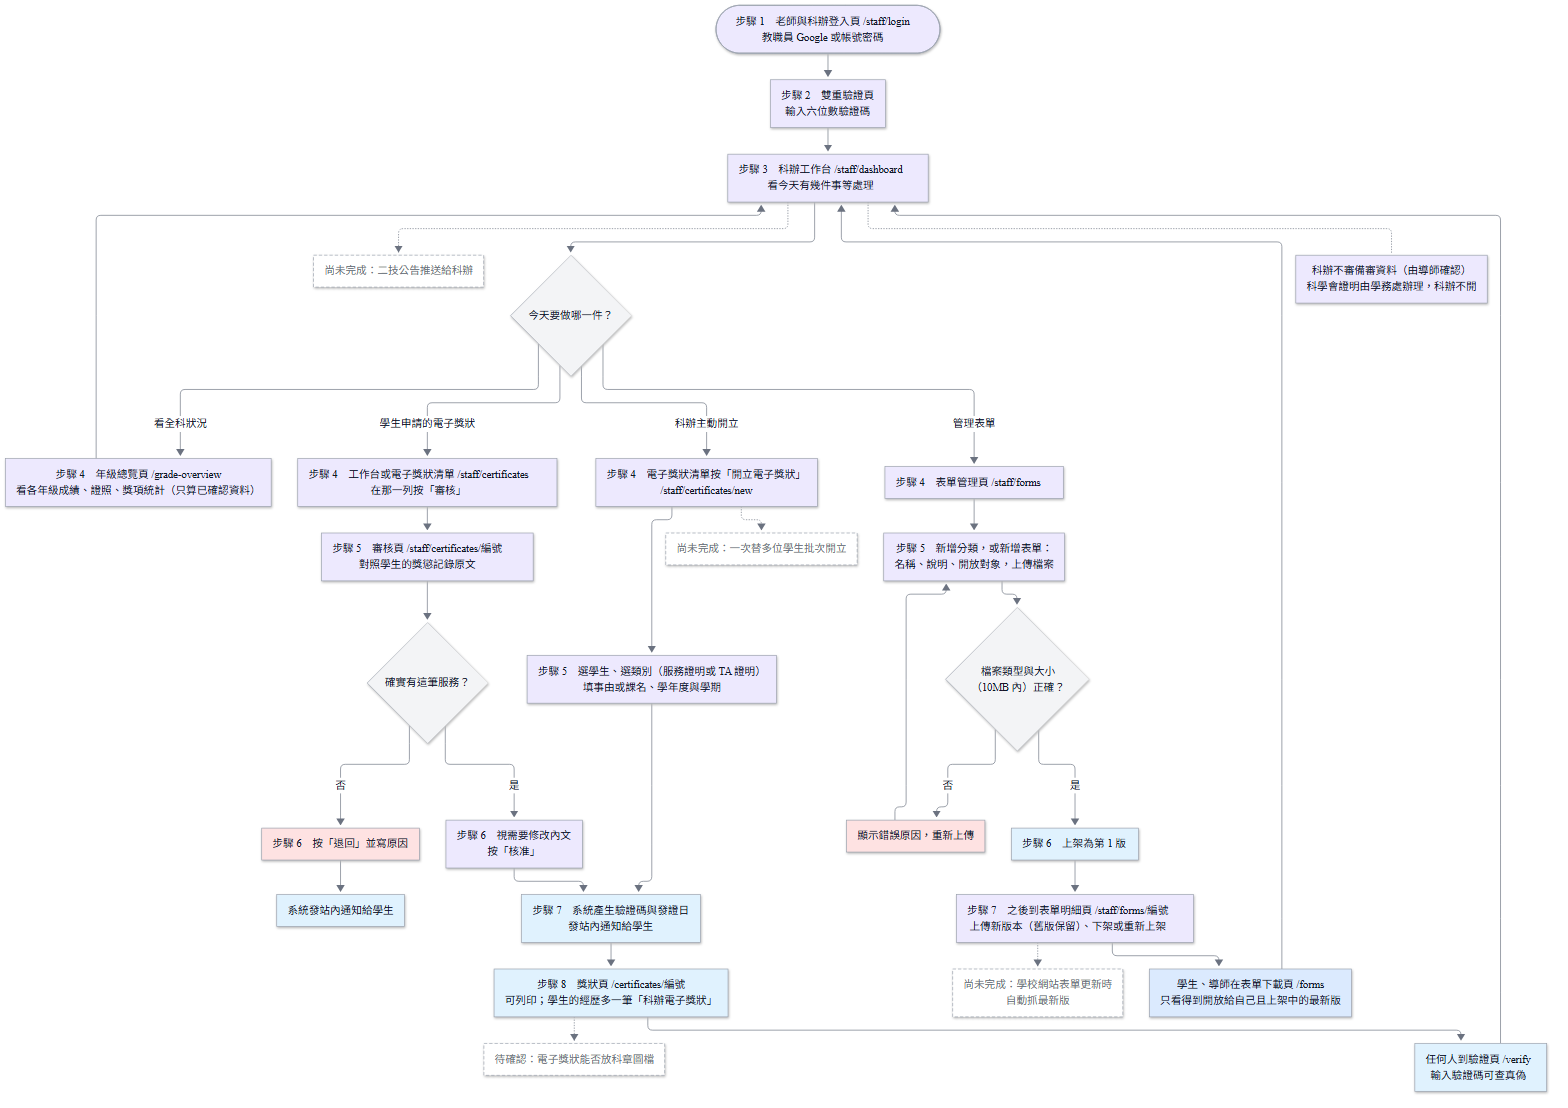 步驟 1　老師與科辦登入頁 /staff/login
教職員 Google 或帳號密碼
步驟 2　雙重驗證頁
輸入六位數驗證碼
步驟 3　科辦工作台 /staff/dashboard
看今天有幾件事等處理
尚未完成：二技公告推送給科辦
科辦不審備審資料（由導師確認）
科學會證明由學務處辦理，科辦不開
今天要做哪一件？
看全科狀況
學生申請的電子獎狀
科辦主動開立
管理表單
步驟 4　年級總覽頁 /grade-overview
看各年級成績、證照、獎項統計（只算已確認資料）
步驟 4　工作台或電子獎狀清單 /staff/certificates
在那一列按「審核」
步驟 4　電子獎狀清單按「開立電子獎狀」
/staff/certificates/new
步驟 4　表單管理頁 /staff/forms
步驟 5　審核頁 /staff/certificates/編號
對照學生的獎懲記錄原文
尚未完成：一次替多位學生批次開立
步驟 5　新增分類，或新增表單：
名稱、說明、開放對象，上傳檔案
確實有這筆服務？
步驟 5　選學生、選類別（服務證明或 TA 證明）
填事由或課名、學年度與學期
檔案類型與大小
（10MB 內）正確？
否
是
否
是
步驟 6　按「退回」並寫原因
步驟 6　視需要修改內文
按「核准」
顯示錯誤原因，重新上傳
步驟 6　上架為第 1 版
系統發站內通知給學生
步驟 7　系統產生驗證碼與發證日
發站內通知給學生
步驟 7　之後到表單明細頁 /staff/forms/編號
上傳新版本（舊版保留）、下架或重新上架
步驟 8　獎狀頁 /certificates/編號
可列印；學生的經歷多一筆「科辦電子獎狀」
尚未完成：學校網站表單更新時
自動抓最新版
學生、導師在表單下載頁 /forms
只看得到開放給自己且上架中的最新版
待確認：電子獎狀能否放科章圖檔
任何人到驗證頁 /verify
輸入驗證碼可查真偽